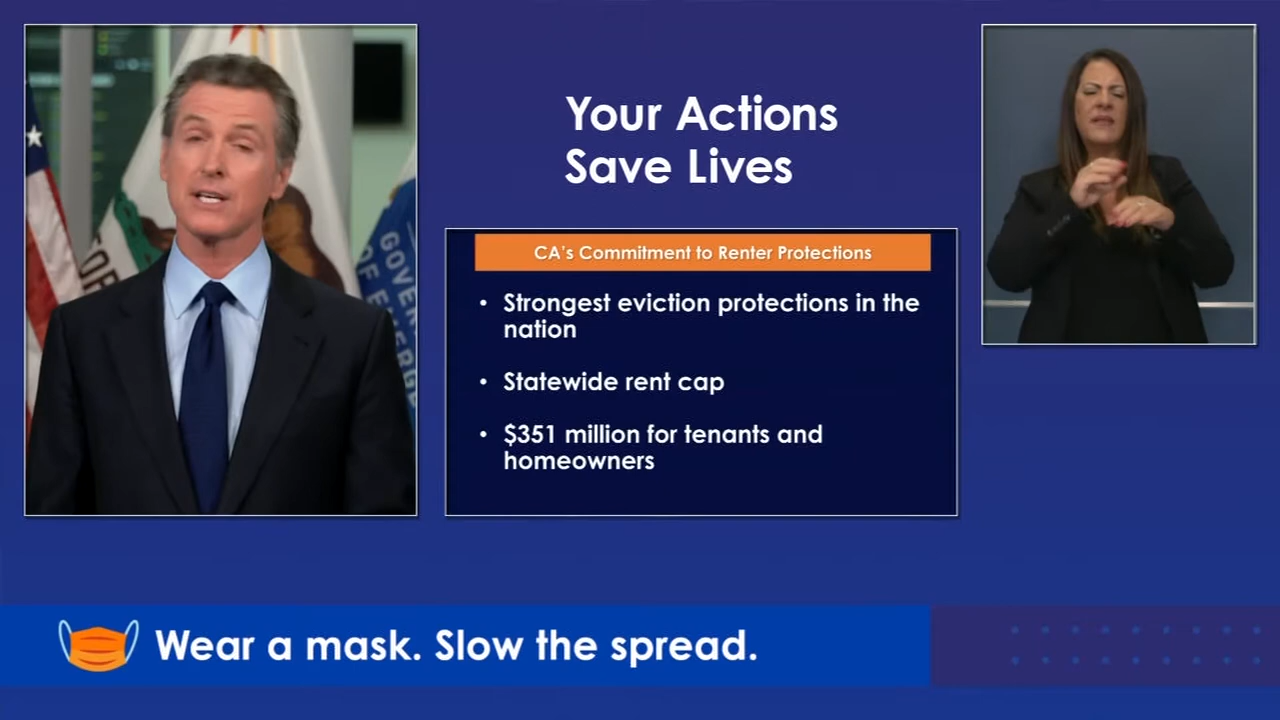 Your Actions
Save Lives
CA's Commitment to Renter Protections
• Strongest eviction protections in the
nation
• Statewide rent cap
• $351 million for tenants and
homeowners
Wear a mask. Slow the spread.